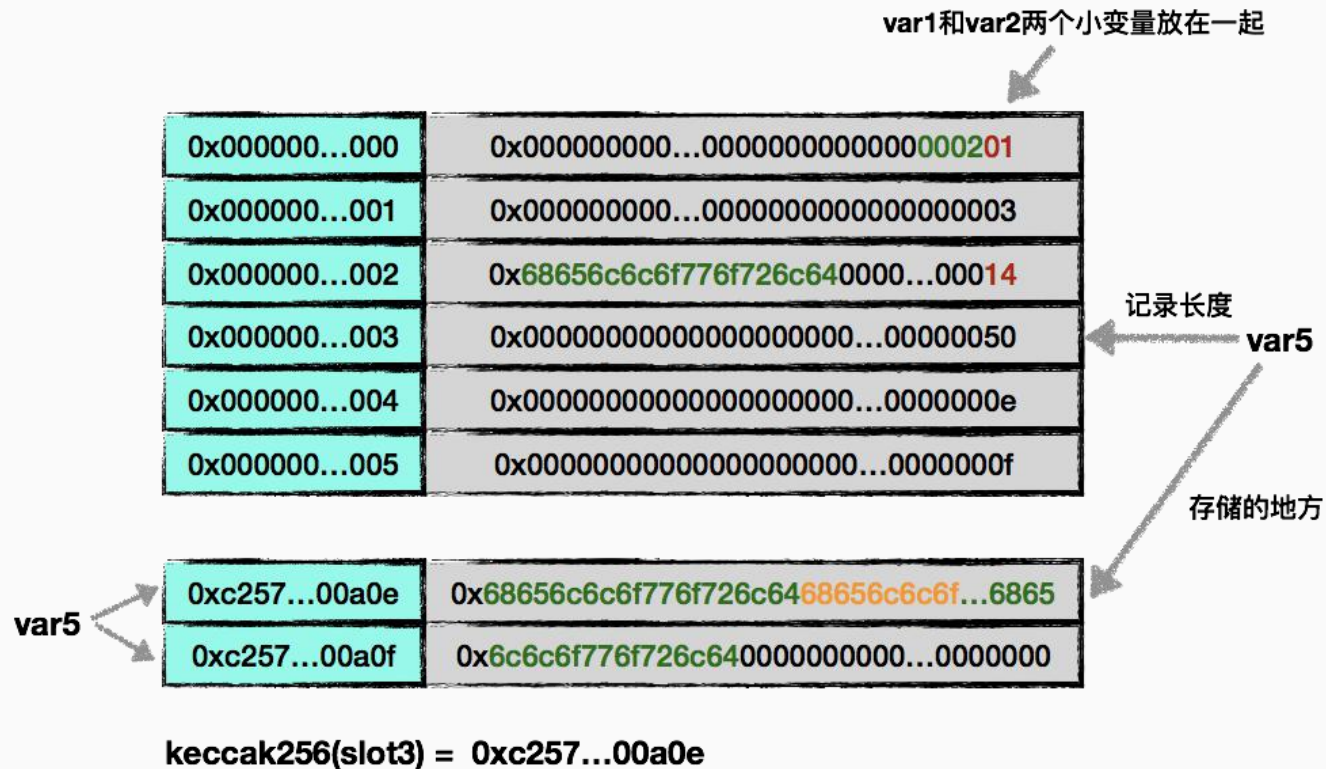 var1和var2两个小变量放在一起
0x000000...000 0x000000000...000000000000000000201
0x000000...001 0x000000000...000000000000000003
0x000000...002 0x68656c6c6f776f726c640000...00014
记录长度
0x000000...003 0x00000000000000000000...00000050
var5
0x000000...004 0x00000000000000000000...0000000e
0x000000...005 0x00000000000000000000...0000000f
存储的地方
0xc257...00a0e 0x68656c6c6f776f726c6468656c6c6f...6865
var5
0xc257...00a0f 0x6c6c6f776f726c640000000000...0000000
keccak256(slot3) = 0xc257...00a0e